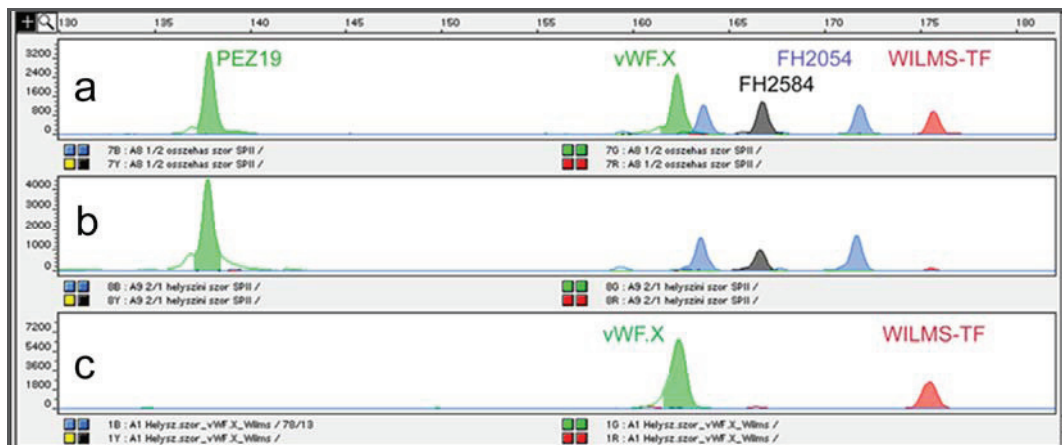 130 135 140 145 150 155 160 165 170 175 180
a
3200
2400
1600
800
0
PEZ19 vWF.X FH2054 WILMS-TF
FH2584
7B : A8 1/2 osszehas szor SPII / 7G : A8 1/2 osszehas szor SPII /
7Y : A8 1/2 osszehas szor SPII / 7R : A8 1/2 osszehas szor SPII /
b
4000
3000
2000
1000
0
8B : A9 2/1 helyszini szor SPII / 8G : A9 2/1 helyszini szor SPII /
8Y : A9 2/1 helyszini szor SPII / 8R : A9 2/1 helyszini szor SPII /
c
7200
5400
3600
1800
0
vWF.X WILMS-TF
1B : A1 Helysz.szor_vWF.X_Wilms / 78/13 1G : A1 Helysz.szor_vWF.X_Wilms /
1Y : A1 Helysz.szor_vWF.X_Wilms / 1R : A1 Helysz.szor_vWF.X_Wilms /